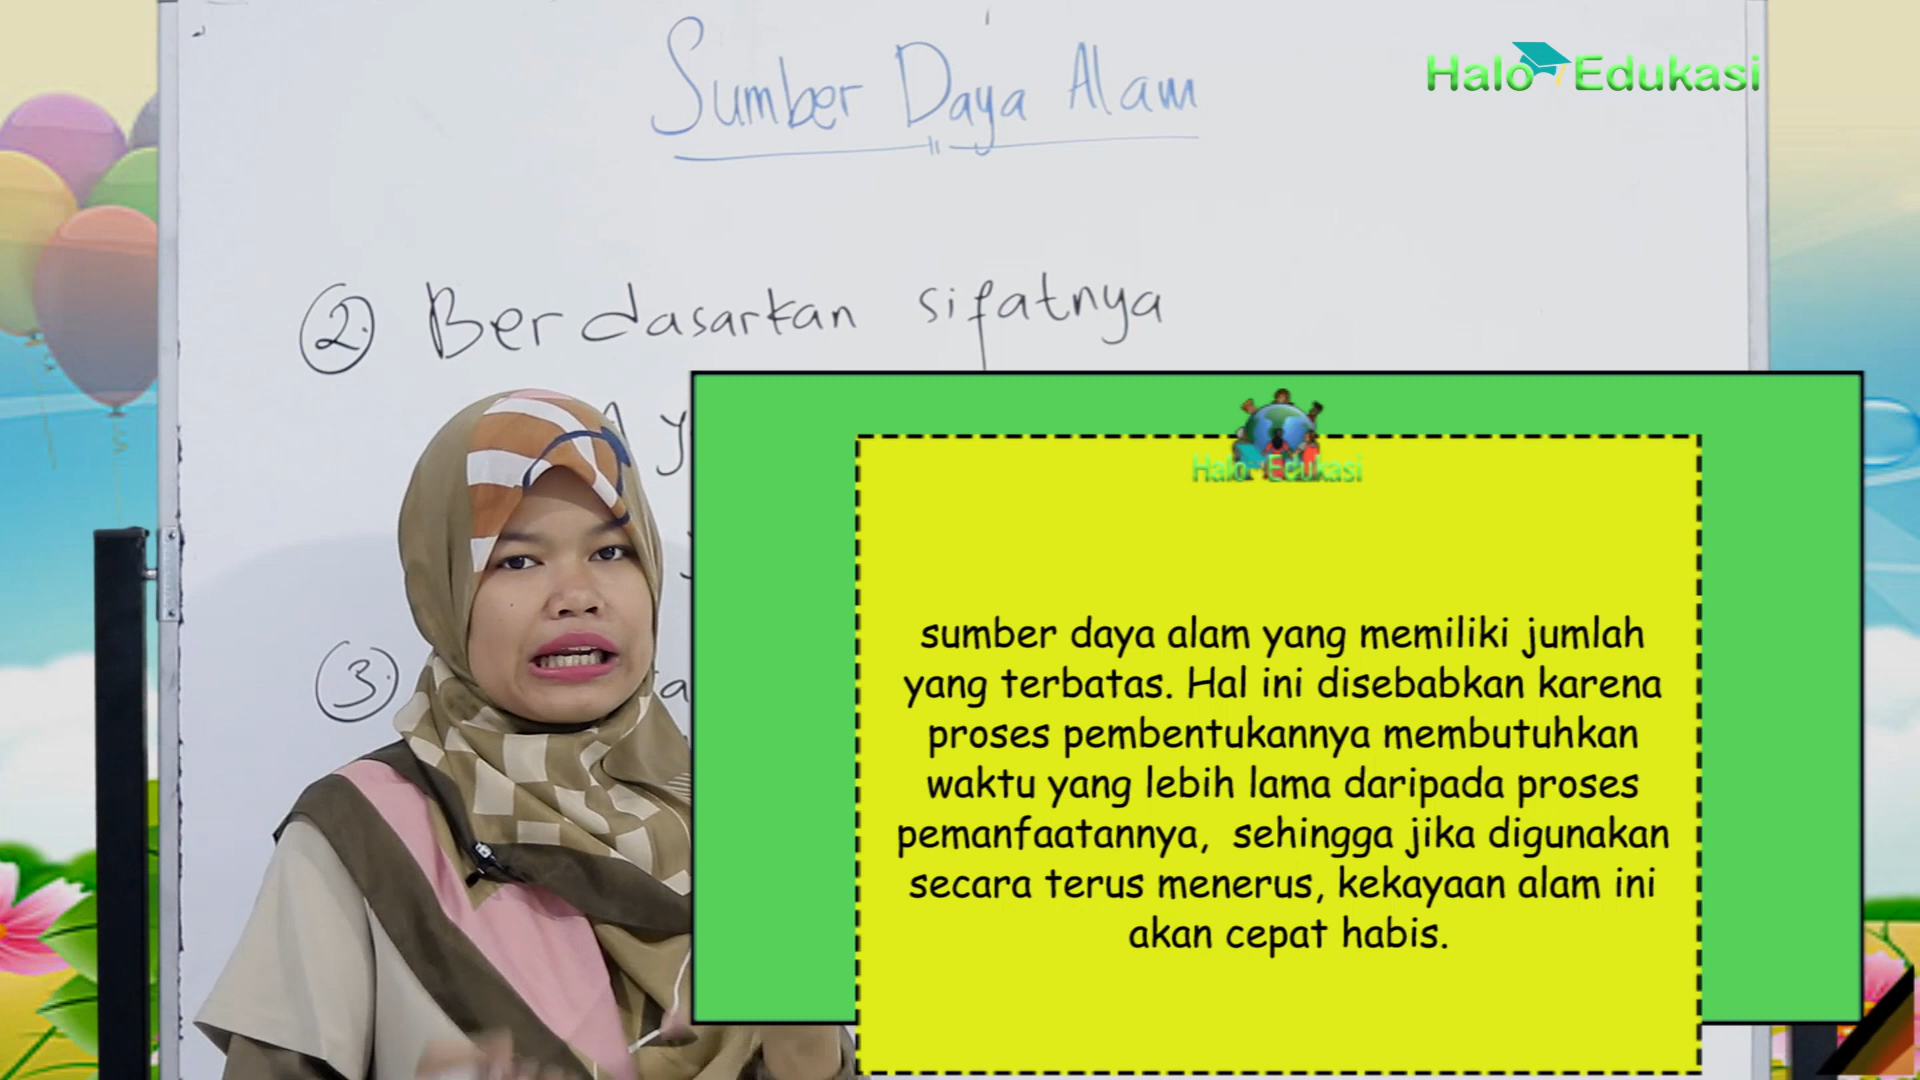 Sumber Daya Alam
Halo Edukasi
2. Berdasarkan sifatnya
3.
Halo Edukasi
sumber daya alam yang memiliki jumlah
yang terbatas. Hal ini disebabkan karena
proses pembentukannya membutuhkan
waktu yang lebih lama daripada proses
pemanfaatannya, sehingga jika digunakan
secara terus menerus, kekayaan alam ini
akan cepat habis.